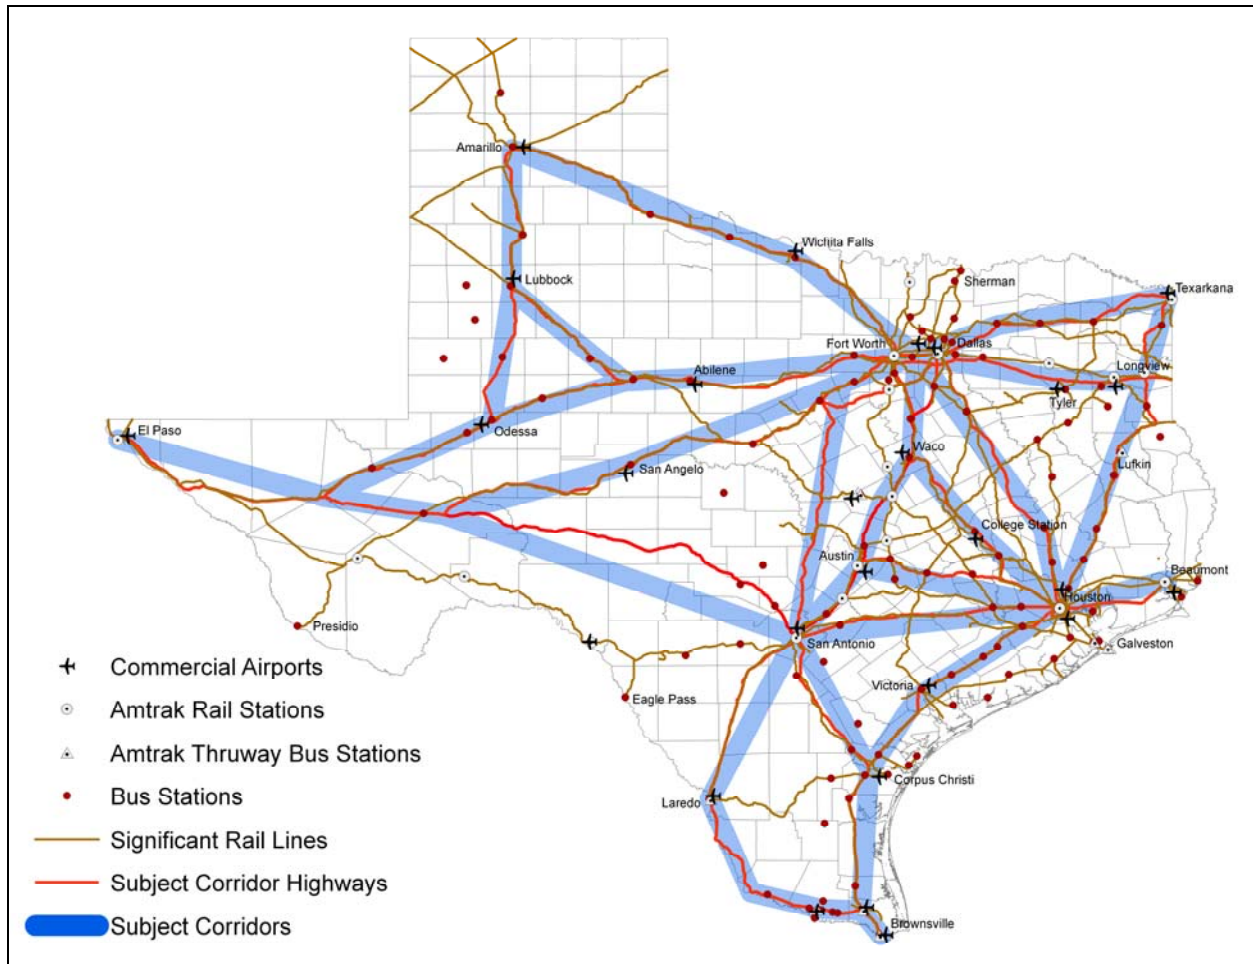 Amarillo
Wichita Falls
Lubbock
Sherman
Texarkana
Fort Worth
Dallas
Abilene
Longview
Tyler
El Paso
Odessa
Waco
San Angelo
Lufkin
College Station
Austin
Beaumont
Houston
Presidio
San Antonio
Galveston
Commercial Airports
Victoria
Eagle Pass
Amtrak Rail Stations
Amtrak Thruway Bus Stations
Corpus Christi
Bus Stations
Laredo
Significant Rail Lines
Subject Corridor Highways
Subject Corridors
Brownsville